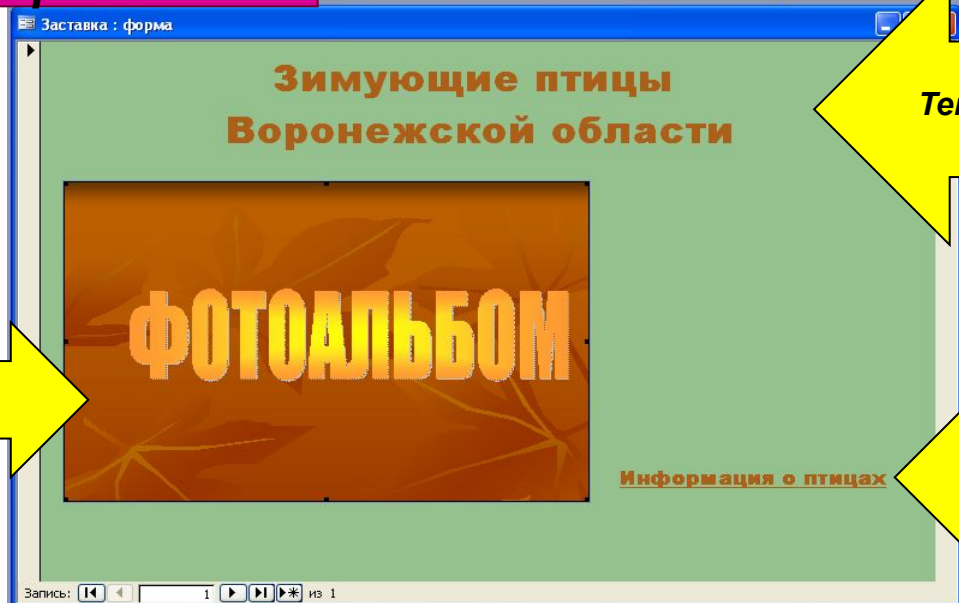 Заставка : форма
Зимующие птицы
Воронежской области
ФОТОАЛЬБОМ
Информация о птицах
Запись: 1 из 1